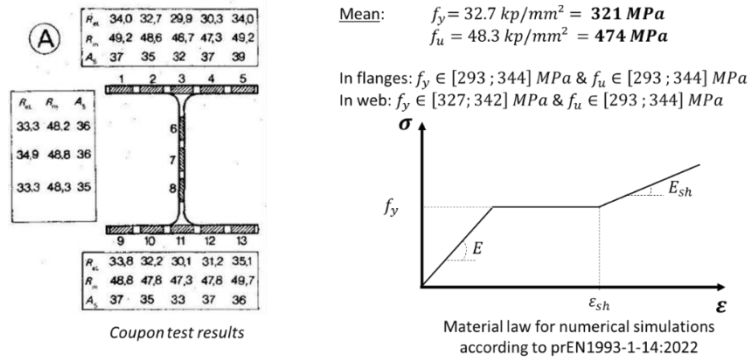 A
R_eL 34,0 32,7 29,9 30,3 34,0
R_m 49,2 48,6 46,7 47,3 49,2
A_5 37 35 32 37 39
1 2 3 4 5
R_eL R_m A_5
33,3 48,2 36
34,9 48,8 36
33.3 48,3 35
6
7
8
9 10 11 12 13
R_eL 33,8 32,2 30,1 31,2 35,1
R_m 48,8 47,8 47,3 47,8 49,7
A_5 37 35 33 37 36
Coupon test results
Mean: f_y = 32.7 kp/mm² = 321 MPa
f_u = 48.3 kp/mm² = 474 MPa
In flanges: f_y ∈ [293 ; 344] MPa & f_u ∈ [293 ; 344] MPa
In web: f_y ∈ [327; 342] MPa & f_u ∈ [293 ; 344] MPa
σ
E_sh
f_y
E
ε_sh
ε
Material law for numerical simulations
according to prEN1993-1-14:2022